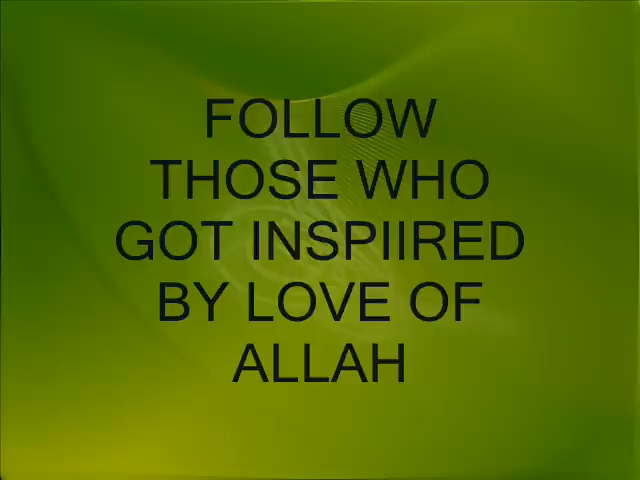 FOLLOW
THOSE WHO
GOT INSPIIRED
BY LOVE OF
ALLAH